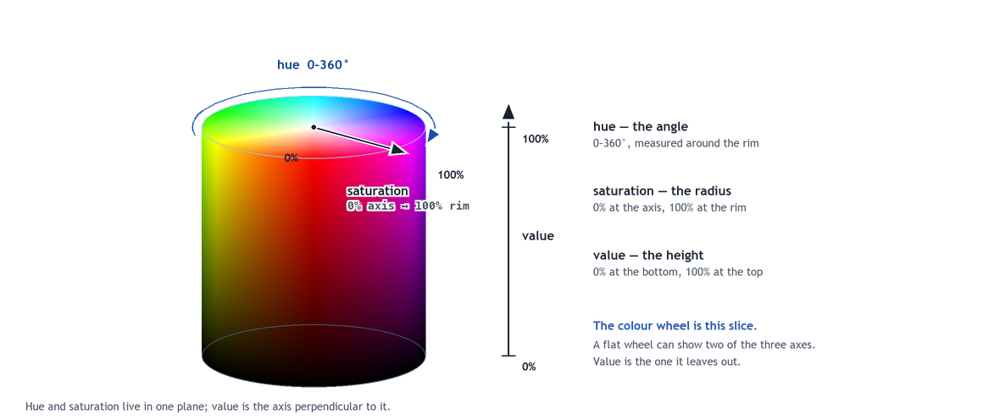 hue 0–360°
0%
100%
saturation
0% axis → 100% rim
100%
value
0%
hue — the angle
0–360°, measured around the rim
saturation — the radius
0% at the axis, 100% at the rim
value — the height
0% at the bottom, 100% at the top
The colour wheel is this slice.
A flat wheel can show two of the three axes.
Value is the one it leaves out.
Hue and saturation live in one plane; value is the axis perpendicular to it.